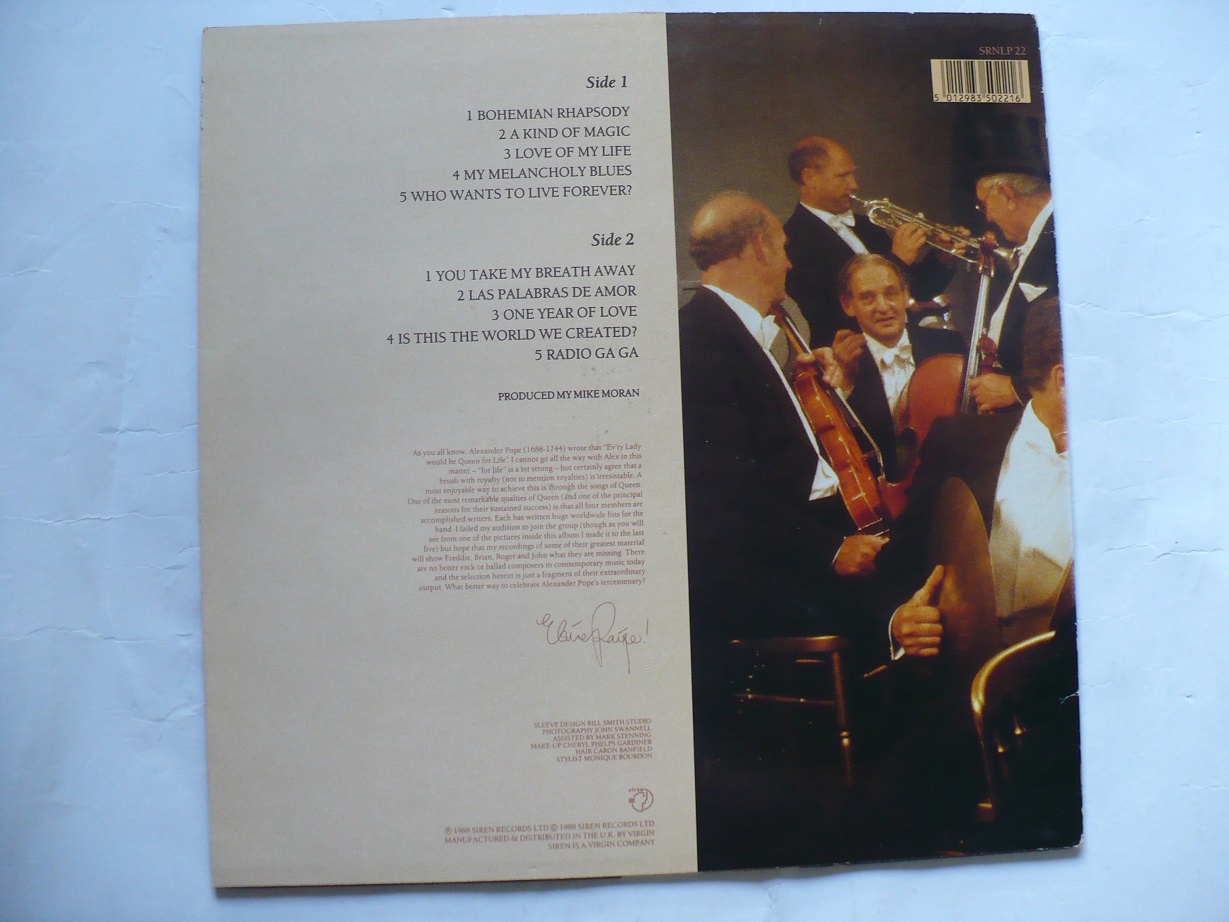 Side 1
1 BOHEMIAN RHAPSODY
2 A KIND OF MAGIC
3 LOVE OF MY LIFE
4 MY MELANCHOLY BLUES
5 WHO WANTS TO LIVE FOREVER?
Side 2
1 YOU TAKE MY BREATH AWAY
2 LAS PALABRAS DE AMOR
3 ONE YEAR OF LOVE
4 IS THIS THE WORLD WE CREATED?
5 RADIO GA GA
PRODUCED MY MIKE MORAN
As you all know, Alexander Pope (1688-1744) wrote that "Ev'ry Lady
would be Queen for Life". I cannot go all the way with Alex in this
matter – "for life" is a bit strong – but certainly agree that a
brush with royalty (not to mention royalties) is irresistable. A
most enjoyable way to achieve this is through the songs of Queen.
One of the most remarkable qualties of Queen (and one of the principal
reasons for their sustained success) is that all four members are
accomplished writers. Each has written huge worldwide hits for the
band. I failed my audition to join the group (though as you will
see from one of the pictures inside this album I made it to the last
five) but hope that my recordings of some of their greatest material
will show Freddie, Brian, Roger and John what they are missing. There
are no better rock or ballad composers in comtemporary music today
and the selection herein is just a fragment of their extraordinary
output. What better way to celebrate Alexander Pope's tercentenary?
Elaine Paige!
SLEEVE DESIGN BILL SMITH STUDIO
PHOTOGRAPHY JOHN SWANNELL
ASSISTED BY MARK STENNING
MAKE-UP CHERYL PHELPS GARDINER
HAIR CARON BANFIELD
STYLIST MONIQUE BOURDON
siren
℗ 1988 SIREN RECORDS LTD © 1988 SIREN RECORDS LTD
MANUFACTURED & DISTRIBUTED IN THE U.K. BY VIRGIN
SIREN IS A VIRGIN COMPANY
SRNLP 22
5 012983 502216